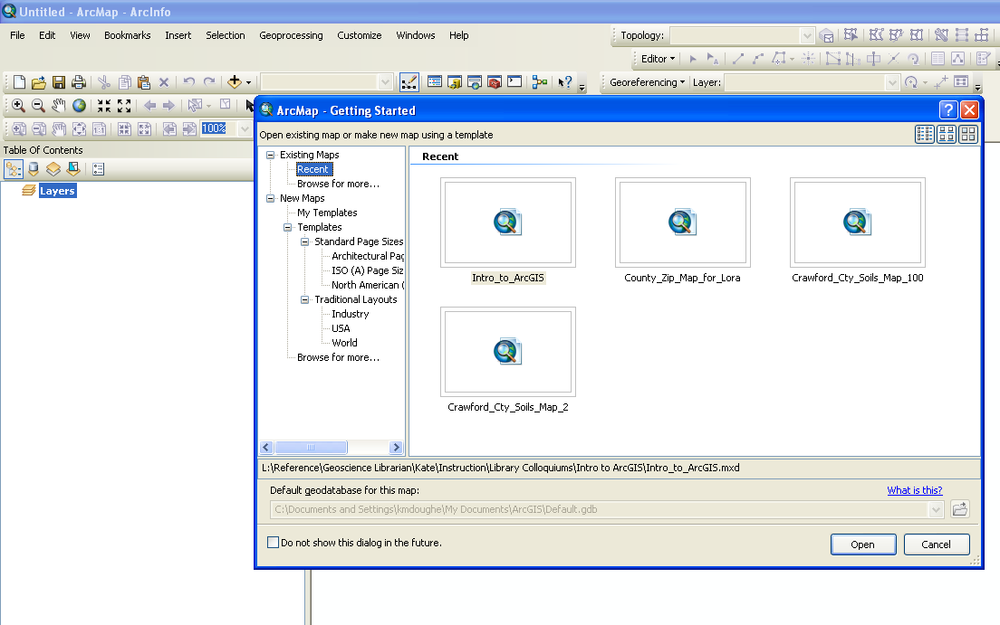 Untitled - ArcMap - ArcInfo
File Edit View Bookmarks Insert Selection Geoprocessing Customize Windows Help
Topology:
Editor
Georeferencing Layer:
100%
Table Of Contents
Layers
ArcMap - Getting Started
Open existing map or make new map using a template
Existing Maps
Recent
Browse for more...
New Maps
My Templates
Templates
Standard Page Sizes
Architectural Pag
ISO (A) Page Siz
North American (
Traditional Layouts
Industry
USA
World
Browse for more...
Recent
Intro_to_ArcGIS
County_Zip_Map_for_Lora
Crawford_Cty_Soils_Map_100
Crawford_Cty_Soils_Map_2
L:\Reference\Geoscience Librarian\Kate\Instruction\Library Colloquiums\Intro to ArcGIS\Intro_to_ArcGIS.mxd
Default geodatabase for this map:
What is this?
C:\Documents and Settings\kmdoughe\My Documents\ArcGIS\Default.gdb
Do not show this dialog in the future.
Open
Cancel